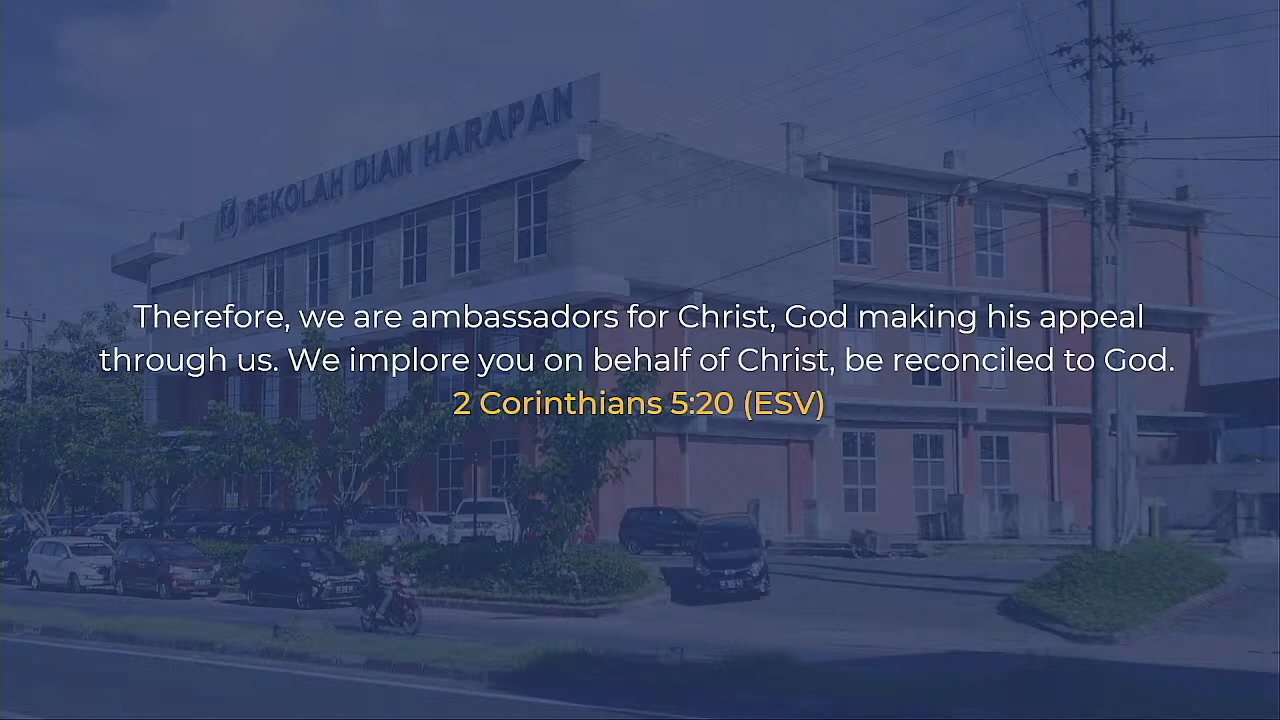 SEKOLAH DIAN HARAPAN
Therefore, we are ambassadors for Christ, God making his appeal
through us. We implore you on behalf of Christ, be reconciled to God.
2 Corinthians 5:20 (ESV)